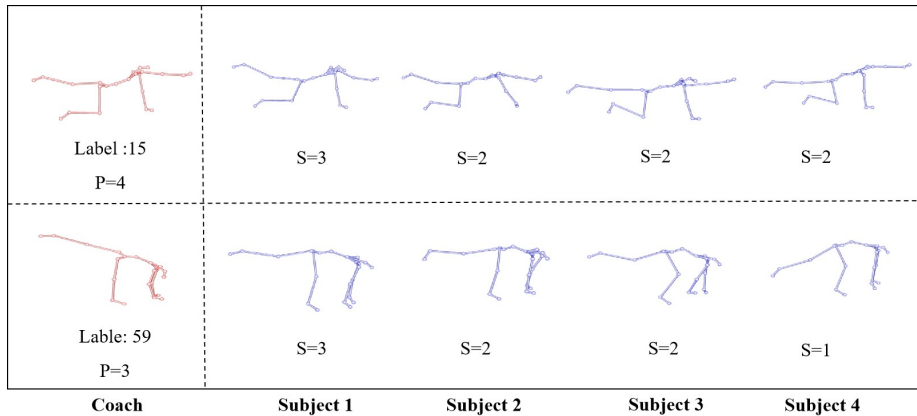 Label :15
P=4
S=3
S=2
S=2
S=2
Lable: 59
P=3
S=3
S=2
S=2
S=1
Coach
Subject 1
Subject 2
Subject 3
Subject 4